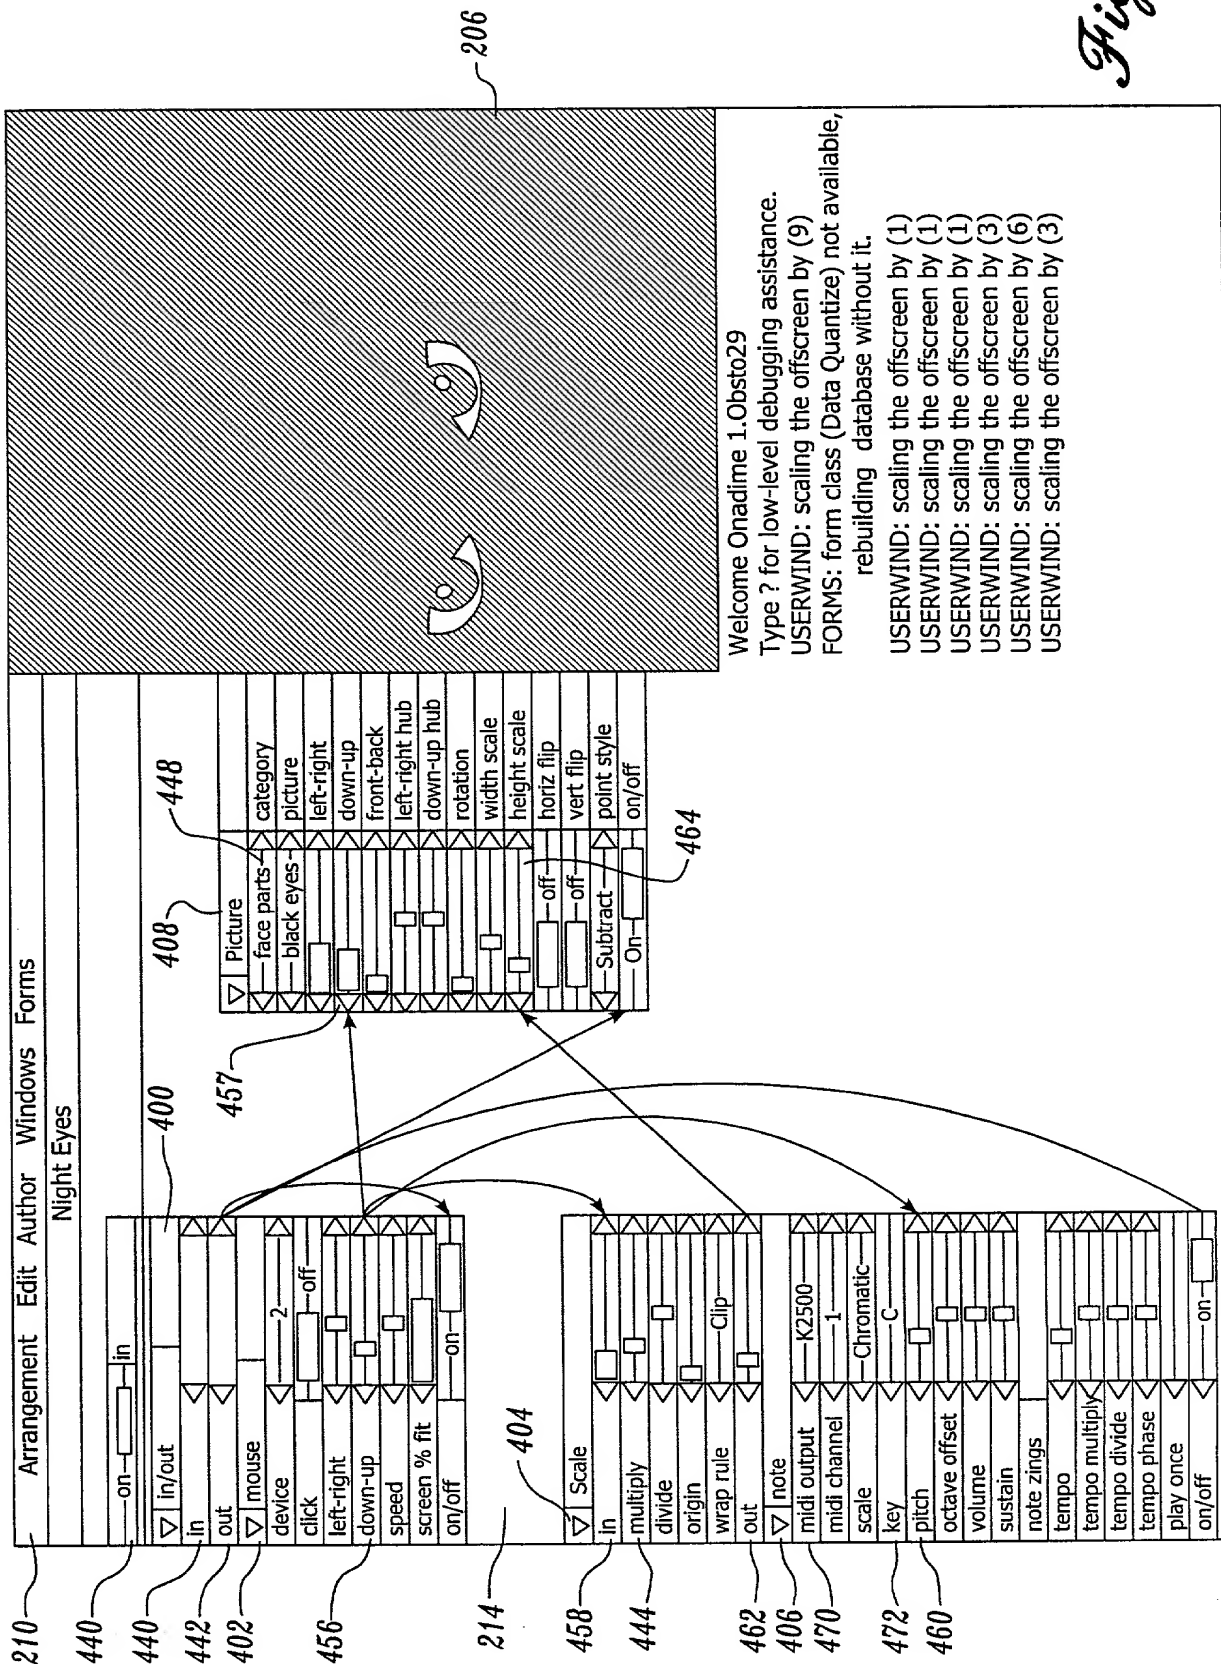 210
Arrangement Edit Author Windows Forms
Night Eyes
440
on
in
440
400
in/out
in
442
out
402
mouse
device
2
click
off
left-right
456
down-up
speed
screen % fit
on/off
on
214
404
Scale
458
in
444
multiply
divide
origin
wrap rule
Clip
462
out
406
note
470
midi output
K2500
midi channel
1
scale
Chromatic
472
key
C
460
pitch
octave offset
volume
sustain
note zings
tempo
tempo multiply
tempo divide
tempo phase
play once
on/off
on
408
Picture
448
face parts
category
black eyes
picture
left-right
457
down-up
front-back
left-right hub
down-up hub
rotation
width scale
height scale
464
off
horiz flip
off
vert flip
Subtract
point style
On
on/off
206
Welcome Onadime 1.Obsto29
Type ? for low-level debugging assistance.
USERWIND: scaling the offscreen by (9)
FORMS: form class (Data Quantize) not available,
rebuilding database without it.
USERWIND: scaling the offscreen by (1)
USERWIND: scaling the offscreen by (1)
USERWIND: scaling the offscreen by (1)
USERWIND: scaling the offscreen by (3)
USERWIND: scaling the offscreen by (6)
USERWIND: scaling the offscreen by (3)